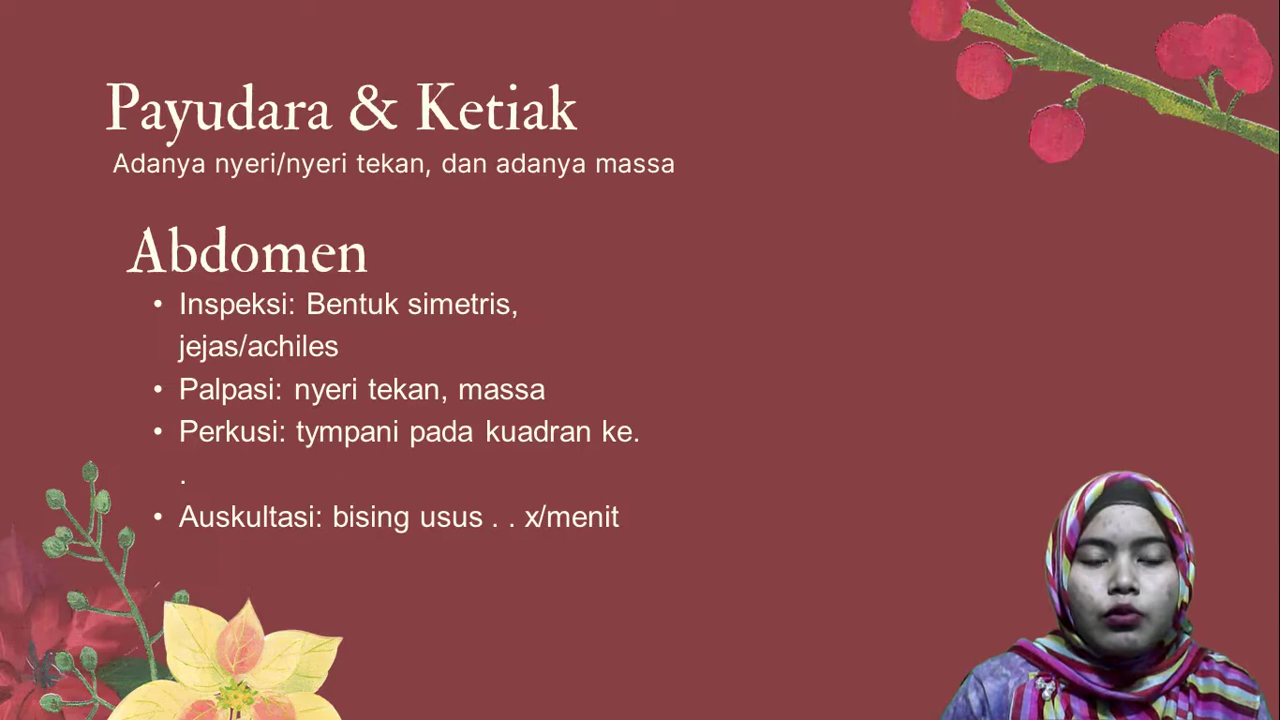 Payudara & Ketiak
Adanya nyeri/nyeri tekan, dan adanya massa
Abdomen
• Inspeksi: Bentuk simetris,
jejas/achiles
• Palpasi: nyeri tekan, massa
• Perkusi: tympani pada kuadran ke.
.
• Auskultasi: bising usus . . x/menit